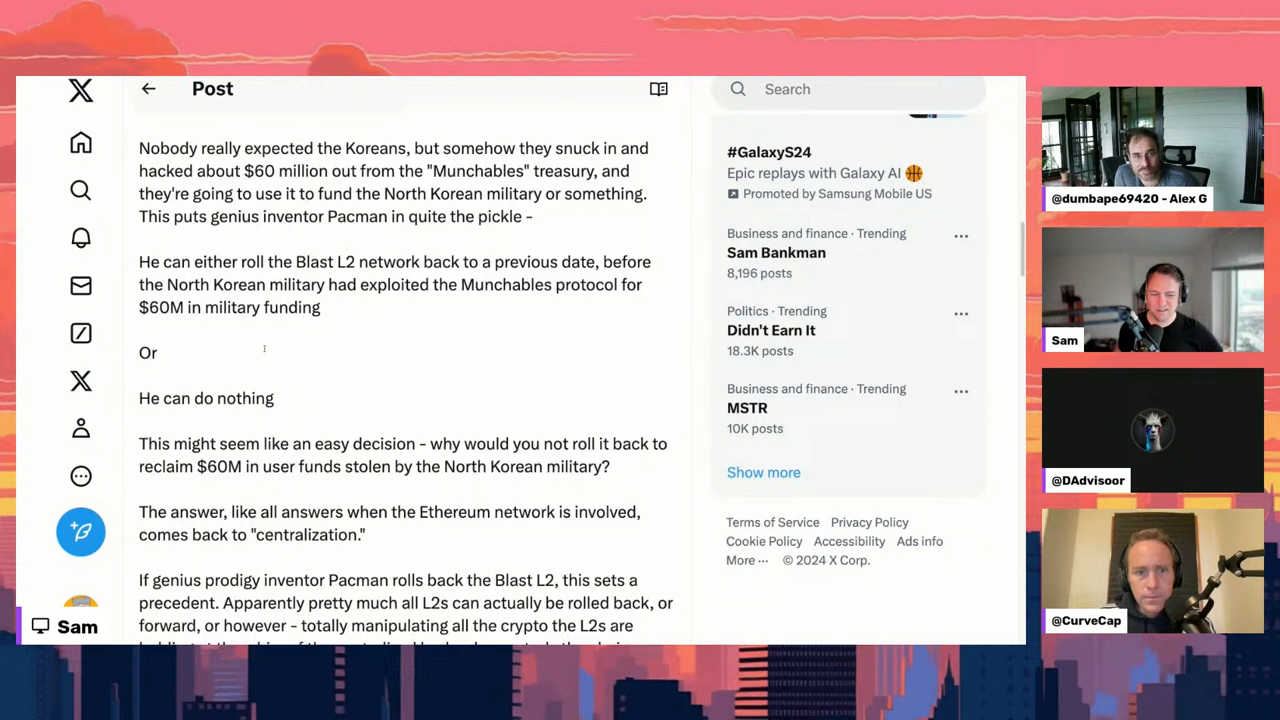 Post
Nobody really expected the Koreans, but somehow they snuck in and
hacked about $60 million out from the "Munchables" treasury, and
they're going to use it to fund the North Korean military or something.
This puts genius inventor Pacman in quite the pickle -
He can either roll the Blast L2 network back to a previous date, before
the North Korean military had exploited the Munchables protocol for
$60M in military funding
Or
He can do nothing
This might seem like an easy decision - why would you not roll it back to
reclaim $60M in user funds stolen by the North Korean military?
The answer, like all answers when the Ethereum network is involved,
comes back to "centralization."
If genius prodigy inventor Pacman rolls back the Blast L2, this sets a
precedent. Apparently pretty much all L2s can actually be rolled back, or
forward, or however - totally manipulating all the crypto the L2s are
Search
#GalaxyS24
Epic replays with Galaxy AI
Promoted by Samsung Mobile US
Business and finance · Trending
Sam Bankman
8,196 posts
Politics · Trending
Didn't Earn It
18.3K posts
Business and finance · Trending
MSTR
10K posts
Show more
Terms of Service Privacy Policy
Cookie Policy Accessibility Ads info
More ··· © 2024 X Corp.
Sam
@dumbape69420 - Alex G
Sam
@DAdvisoor
@CurveCap